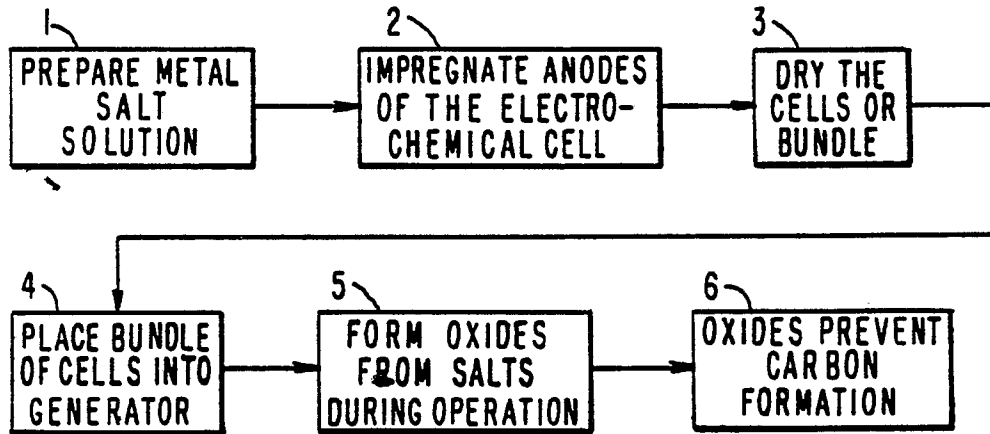 1
PREPARE METAL
SALT
SOLUTION
2
IMPREGNATE ANODES
OF THE ELECTRO-
CHEMICAL CELL
3
DRY THE
CELLS OR
BUNDLE
4
PLACE BUNDLE
OF CELLS INTO
GENERATOR
5
FORM OXIDES
FROM SALTS
DURING OPERATION
6
OXIDES PREVENT
CARBON
FORMATION